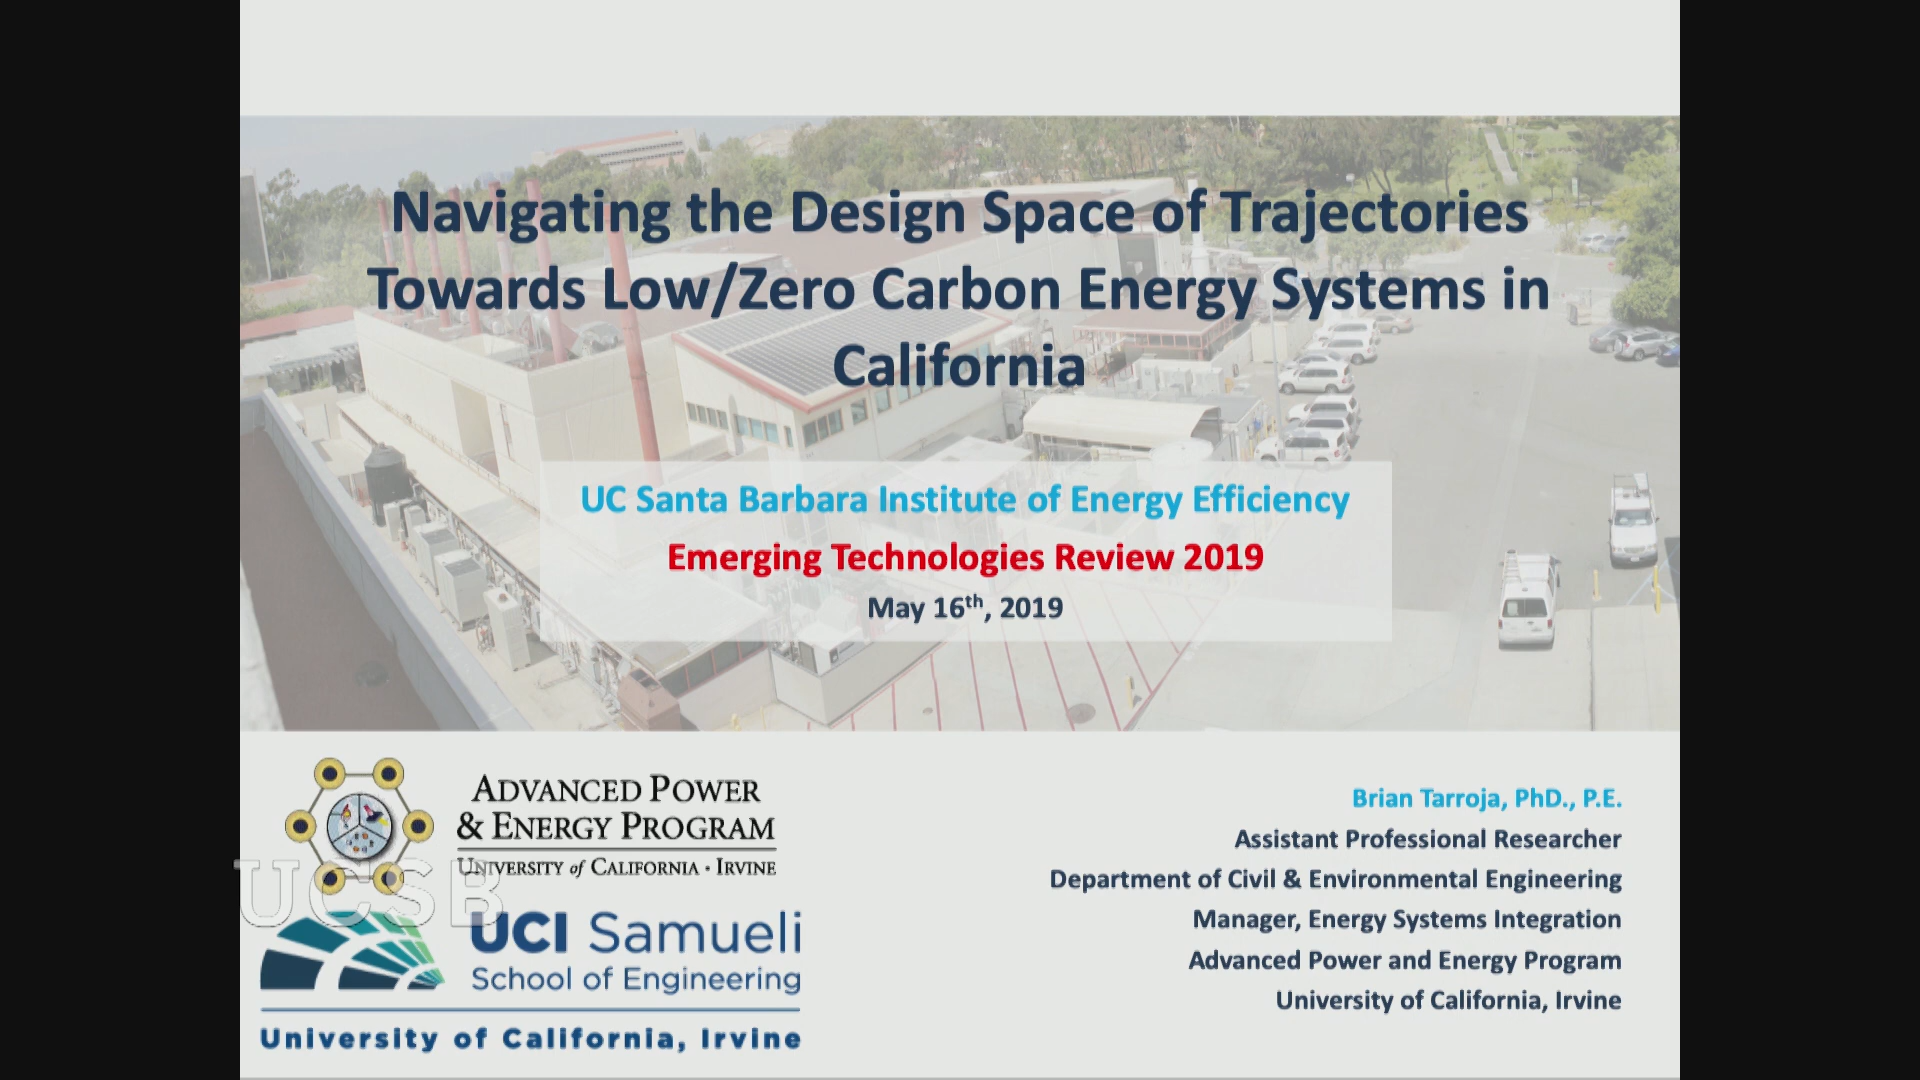 Navigating the Design Space of Trajectories
Towards Low/Zero Carbon Energy Systems in
California
UC Santa Barbara Institute of Energy Efficiency
Emerging Technologies Review 2019
May 16th, 2019
ADVANCED POWER
& ENERGY PROGRAM
UNIVERSITY of CALIFORNIA · IRVINE
UCSB
UCI Samueli
School of Engineering
University of California, Irvine
Brian Tarroja, PhD., P.E.
Assistant Professional Researcher
Department of Civil & Environmental Engineering
Manager, Energy Systems Integration
Advanced Power and Energy Program
University of California, Irvine